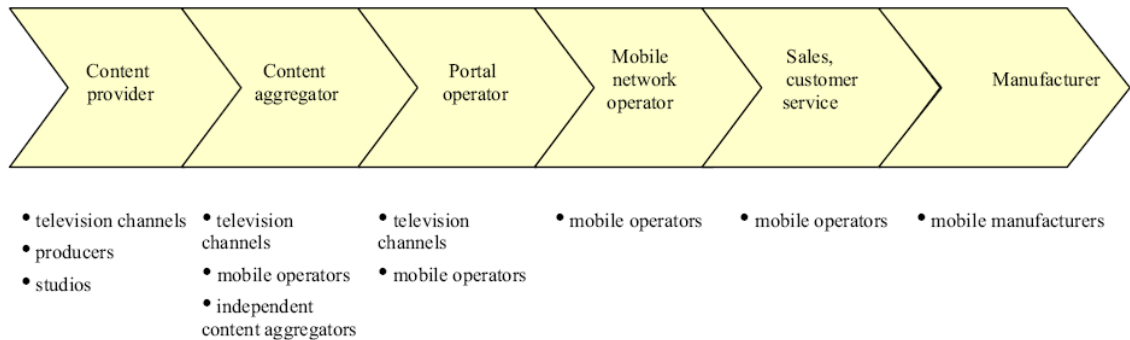 Content
provider
Content
aggregator
Portal
operator
Mobile
network
operator
Sales,
customer
service
Manufacturer
• television channels
• producers
• studios
• television
channels
• mobile operators
• independent
content aggregators
• television
channels
• mobile operators
• mobile operators
• mobile operators
• mobile manufacturers